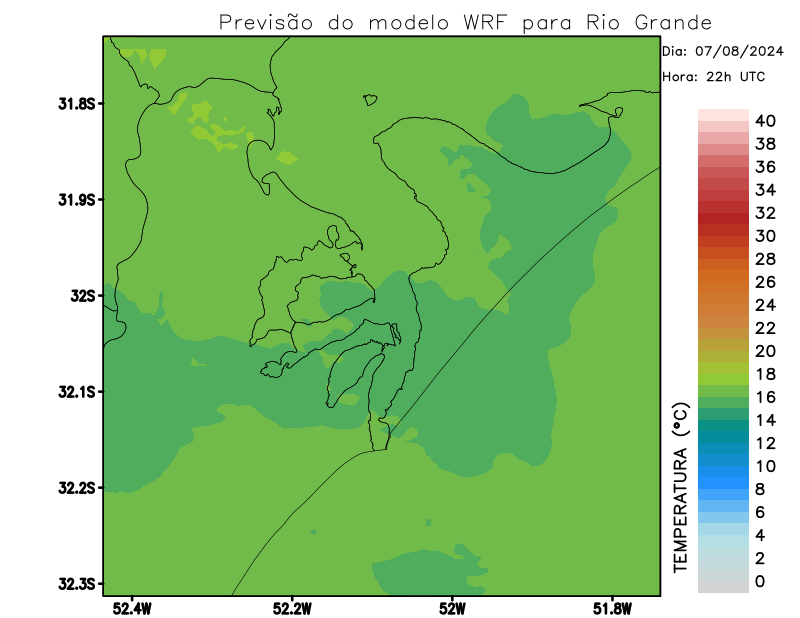 Previsão do modelo WRF para Rio Grande
Dia: 07/08/2024
Hora: 22h UTC
31.8S
31.9S
32S
32.1S
32.2S
32.3S
52.4W
52.2W
52W
51.8W
TEMPERATURA (°C)
40
38
36
34
32
30
28
26
24
22
20
18
16
14
12
10
8
6
4
2
0